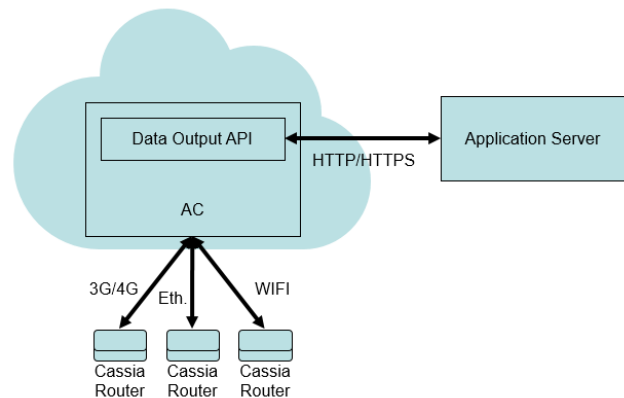 Data Output API
Application Server
HTTP/HTTPS
AC
3G/4G
Eth.
WIFI
Cassia
Router
Cassia
Router
Cassia
Router